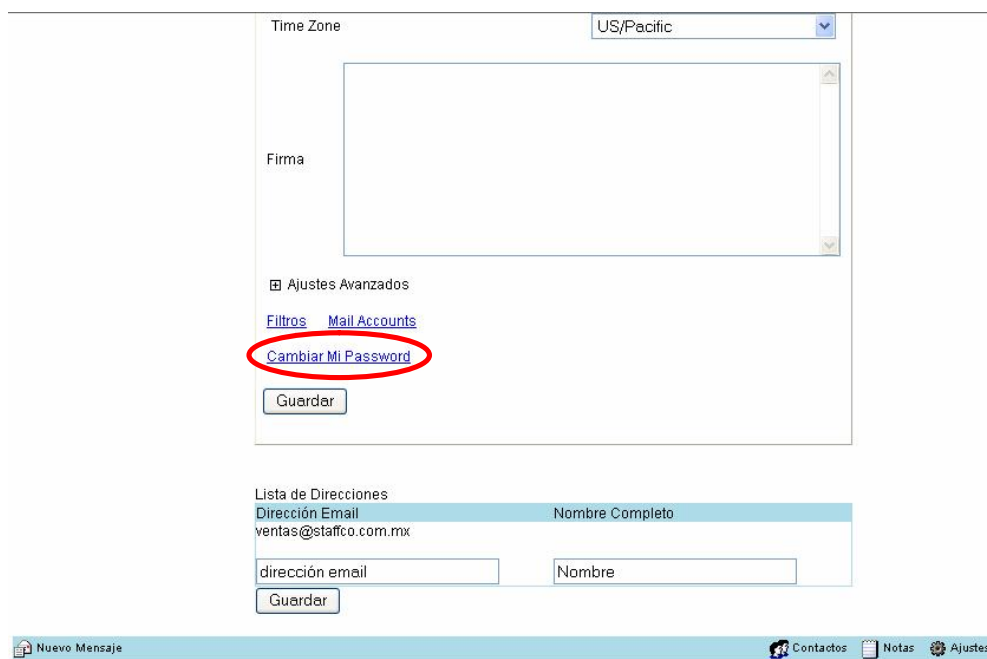 Time Zone US/Pacific
Firma
Ajustes Avanzados
Filtros Mail Accounts
Cambiar Mi Password
Guardar
Lista de Direcciones
Dirección Email Nombre Completo
ventas@staffco.com.mx
dirección email Nombre
Guardar
Nuevo Mensaje Contactos Notas Ajustes